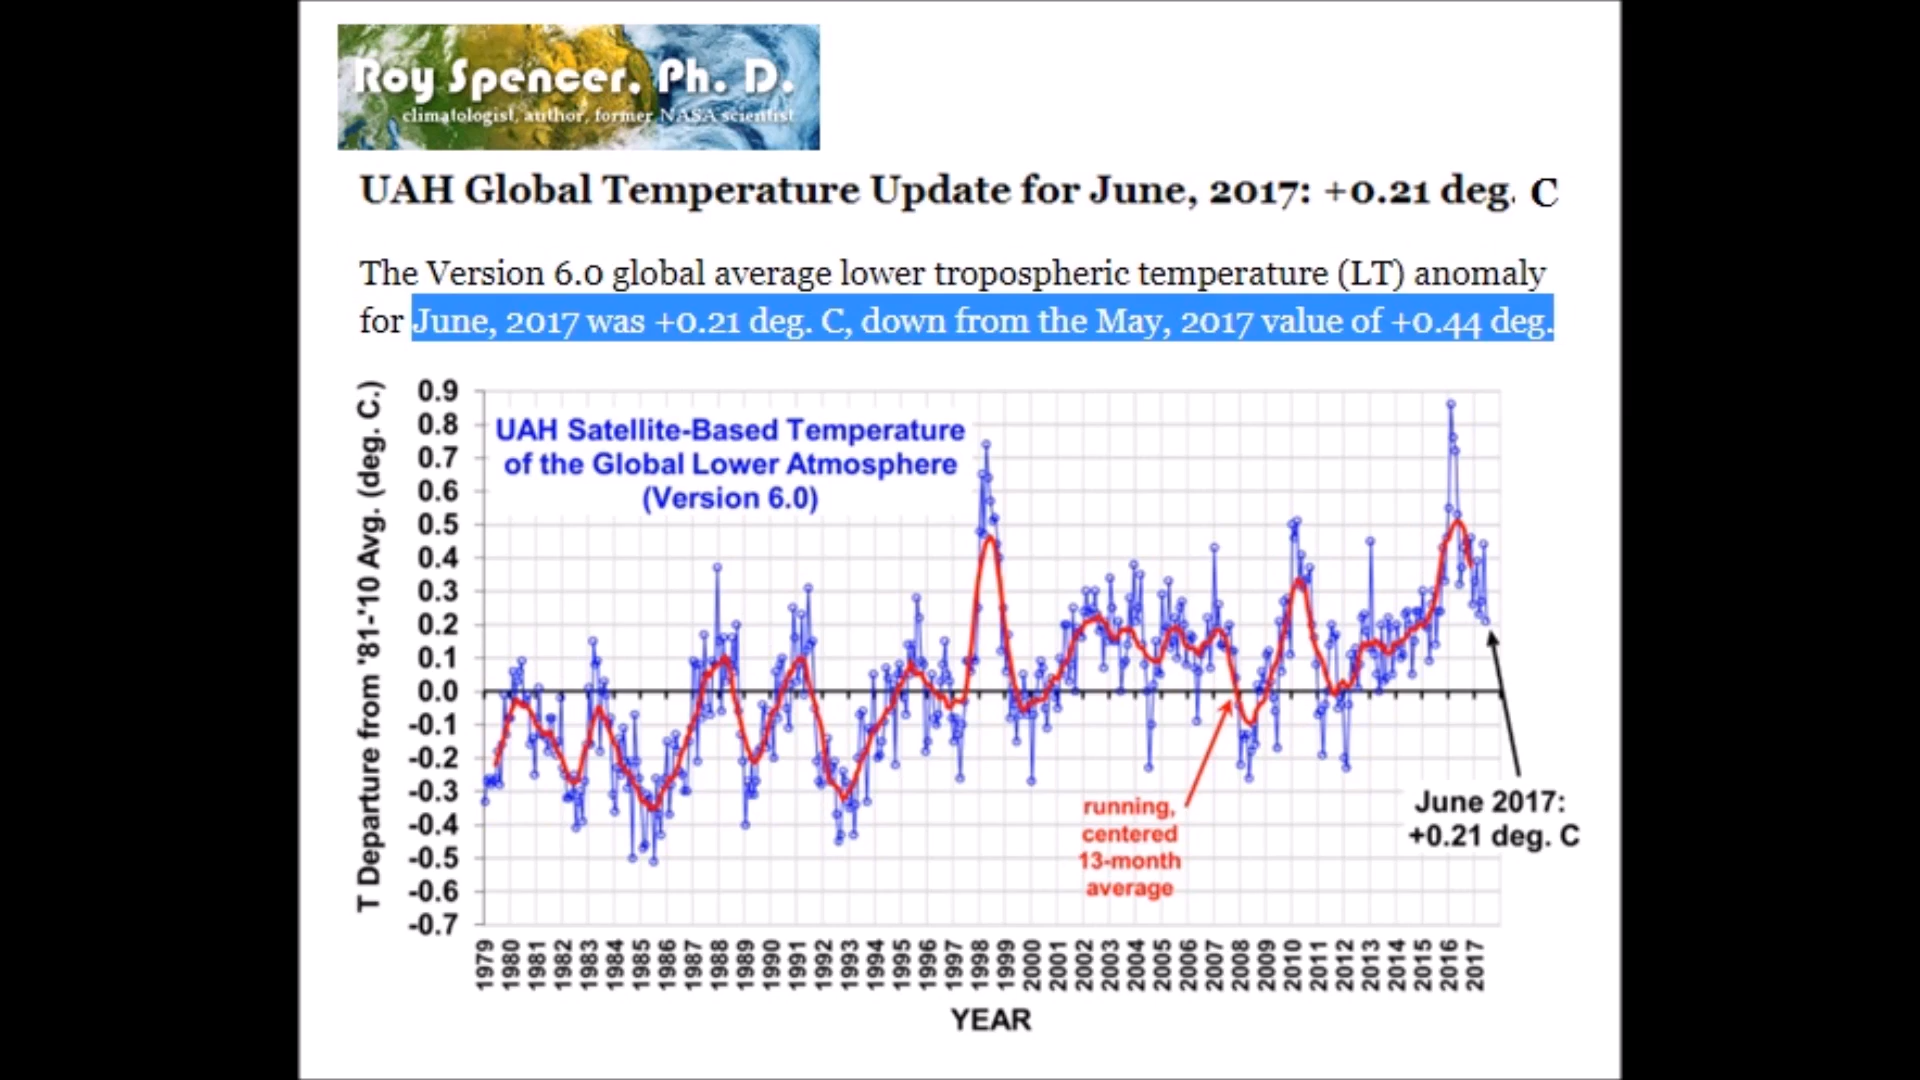 Roy Spencer, Ph. D.
climatologist, author, former NASA scientist
UAH Global Temperature Update for June, 2017: +0.21 deg. C
The Version 6.0 global average lower tropospheric temperature (LT) anomaly
for June, 2017 was +0.21 deg. C, down from the May, 2017 value of +0.44 deg.
T Departure from '81-'10 Avg. (deg. C.)
0.9
0.8
0.7
0.6
0.5
0.4
0.3
0.2
0.1
0.0
-0.1
-0.2
-0.3
-0.4
-0.5
-0.6
-0.7
UAH Satellite-Based Temperature
of the Global Lower Atmosphere
(Version 6.0)
running,
centered
13-month
average
June 2017:
+0.21 deg. C
1979 1980 1981 1982 1983 1984 1985 1986 1987 1988 1989 1990 1991 1992 1993 1994 1995 1996 1997 1998 1999 2000 2001 2002 2003 2004 2005 2006 2007 2008 2009 2010 2011 2012 2013 2014 2015 2016 2017
YEAR